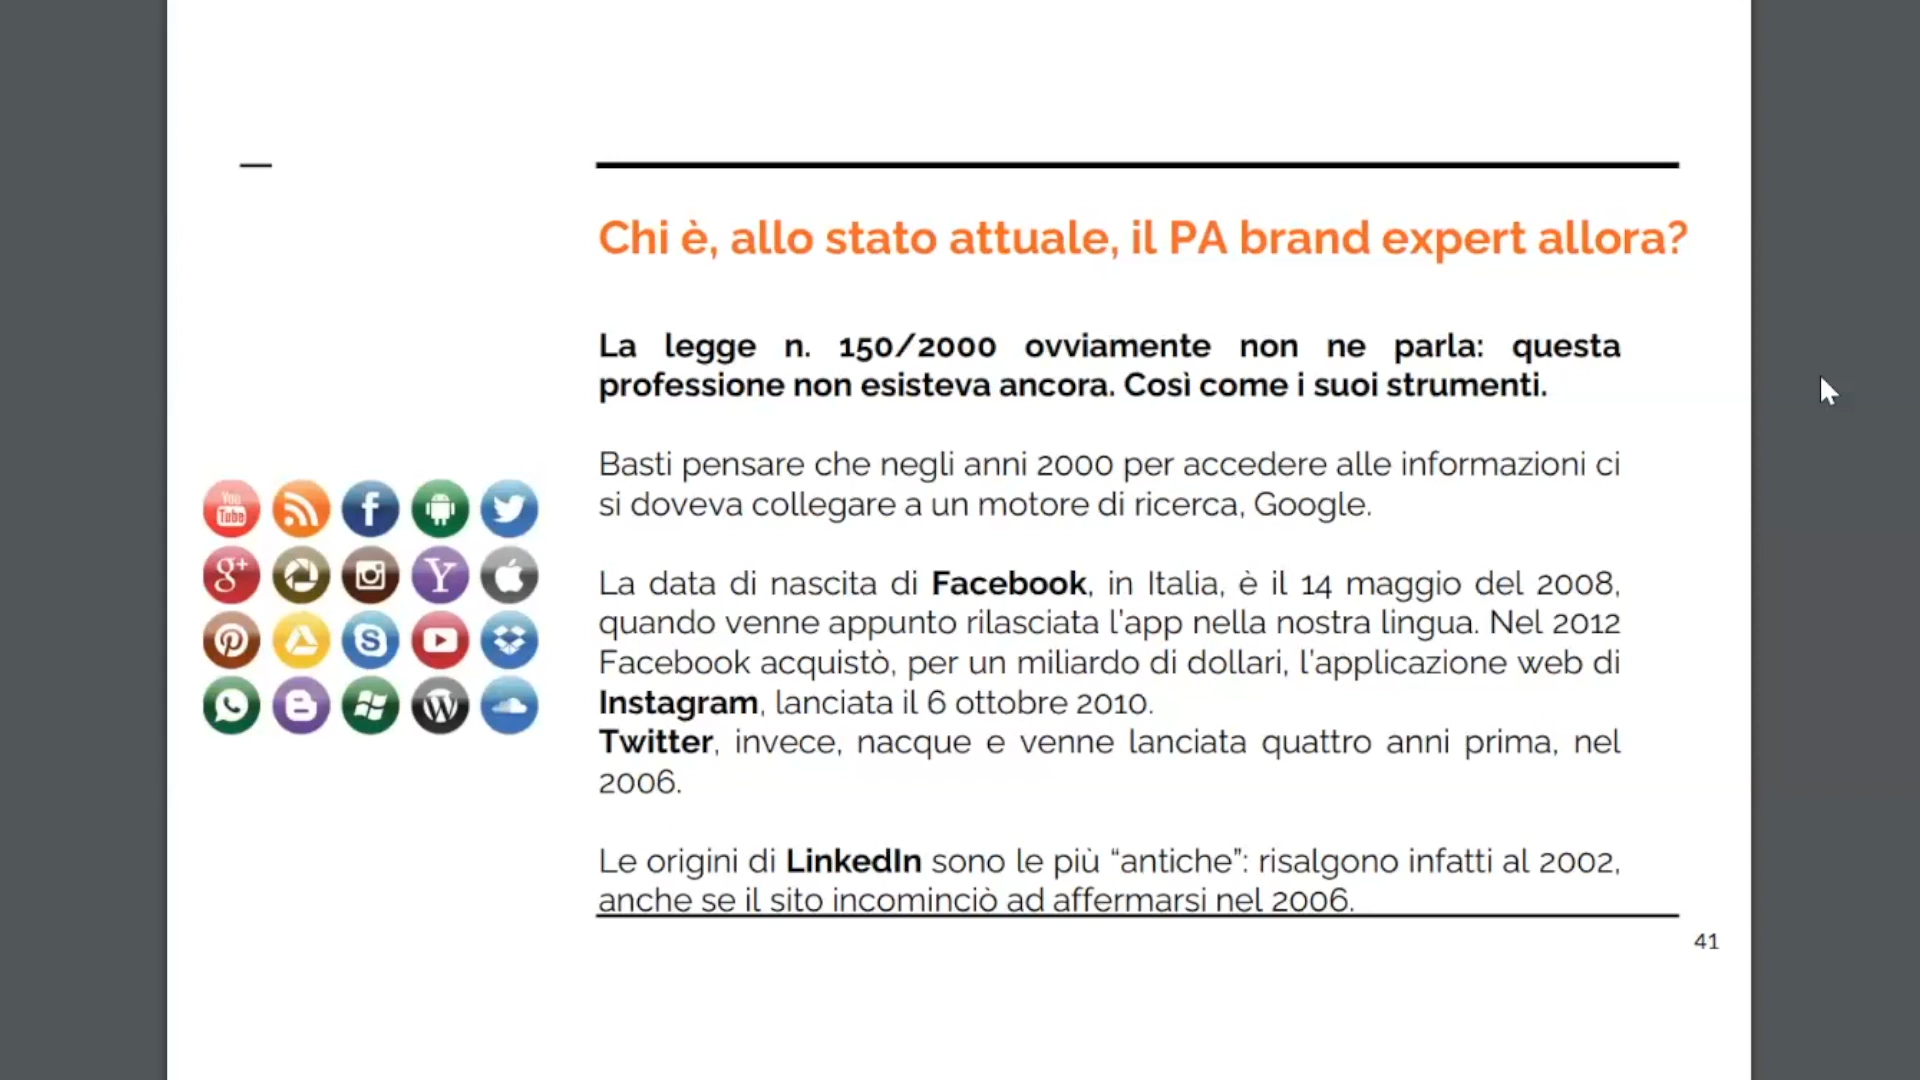 Chi è, allo stato attuale, il PA brand expert allora?
La legge n. 150/2000 ovviamente non ne parla: questa
professione non esisteva ancora. Così come i suoi strumenti.
Basti pensare che negli anni 2000 per accedere alle informazioni ci
si doveva collegare a un motore di ricerca, Google.
La data di nascita di Facebook, in Italia, è il 14 maggio del 2008,
quando venne appunto rilasciata l'app nella nostra lingua. Nel 2012
Facebook acquistò, per un miliardo di dollari, l'applicazione web di
Instagram, lanciata il 6 ottobre 2010.
Twitter, invece, nacque e venne lanciata quattro anni prima, nel
2006.
Le origini di LinkedIn sono le più “antiche”: risalgono infatti al 2002,
anche se il sito incominciò ad affermarsi nel 2006.
You
Tube
g+
41